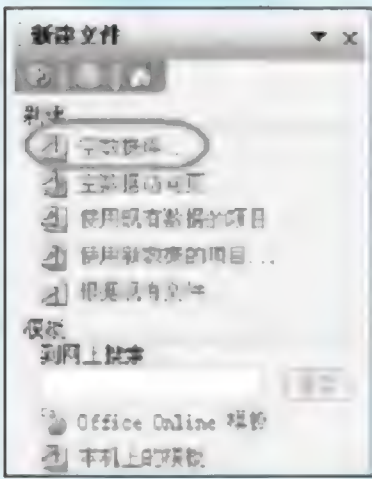 新建文件
新建
空数据库...
空数据访问页
使用现有数据的项目
使用新数据的项目...
根据现有文件
模板
到网上搜索
Office Online 模板
本机上的模板